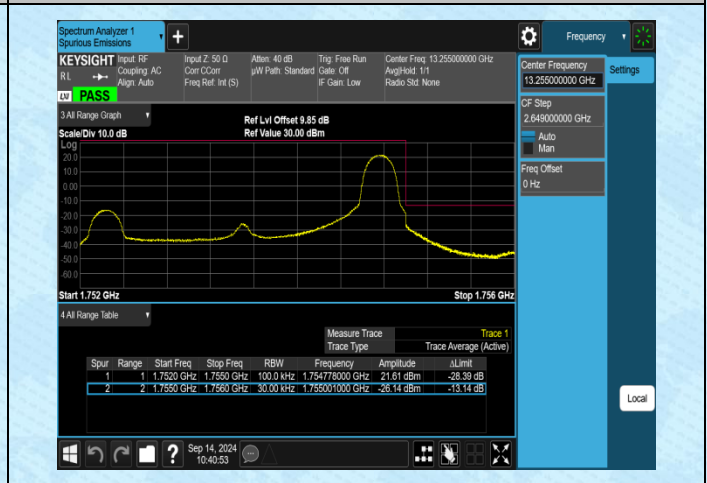 Spectrum Analyzer 1
Spurious Emissions
+
Frequency
KEYSIGHT
RL
LXI PASS
Input: RF
Coupling: AC
Align: Auto
Input Z: 50 Ω
Corr CCorr
Freq Ref: Int (S)
Atten: 40 dB
µW Path: Standard
Trig: Free Run
Gate: Off
IF Gain: Low
Center Freq: 13.255000000 GHz
Avg|Hold: 1/1
Radio Std: None
Center Frequency
13.255000000 GHz
Settings
CF Step
2.649000000 GHz
Auto
Man
Freq Offset
0 Hz
3 All Range Graph
Ref Lvl Offset 9.85 dB
Scale/Div 10.0 dB
Ref Value 30.00 dBm
Log
20.0
10.0
0.00
-10.0
-20.0
-30.0
-40.0
-50.0
-60.0
Start 1.752 GHz
Stop 1.756 GHz
4 All Range Table
Measure Trace Trace 1
Trace Type Trace Average (Active)
Spur Range Start Freq Stop Freq RBW Frequency Amplitude ΔLimit
1 1 1.7520 GHz 1.7550 GHz 100.0 kHz 1.754778000 GHz 21.61 dBm -28.39 dB
2 2 1.7550 GHz 1.7560 GHz 30.00 kHz 1.755001000 GHz -26.14 dBm -13.14 dB
Local
?
Sep 14, 2024
10:40:53